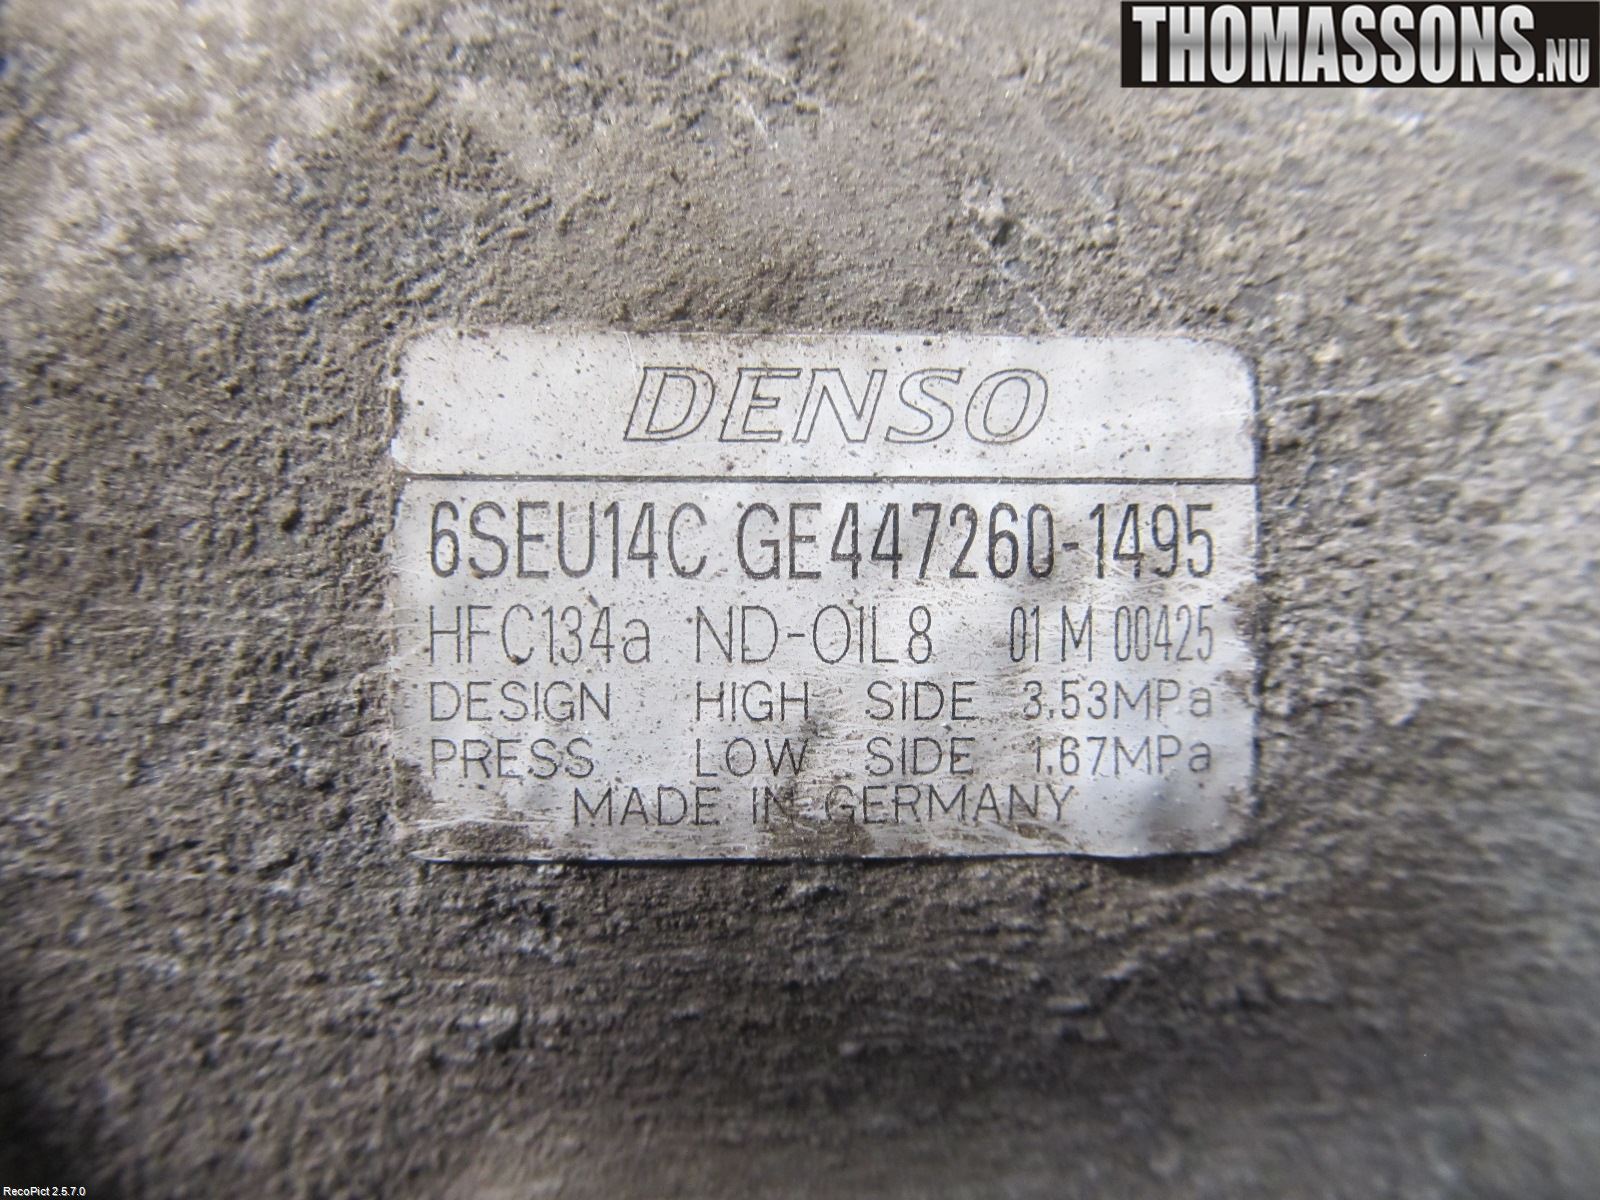 THOMASSONS.NU
DENSO
6SEU14C GE447260-1495
HFC134a ND-OIL8 01 M 00425
DESIGN HIGH SIDE 3.53MPa
PRESS LOW SIDE 1.67MPa
MADE IN GERMANY
RecoPict 2.5.7.0